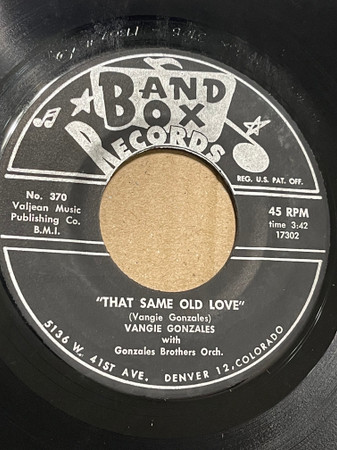 BAND
BOX
RECORDS
REG. U.S. PAT. OFF.
No. 370
Valjean Music
Publishing Co.
B.M.I.
45 RPM
time 3:42
17302
"THAT SAME OLD LOVE"
(Vangie Gonzales)
VANGIE GONZALES
with
Gonzales Brothers Orch.
5136 W. 41ST AVE. DENVER 12, COLORADO